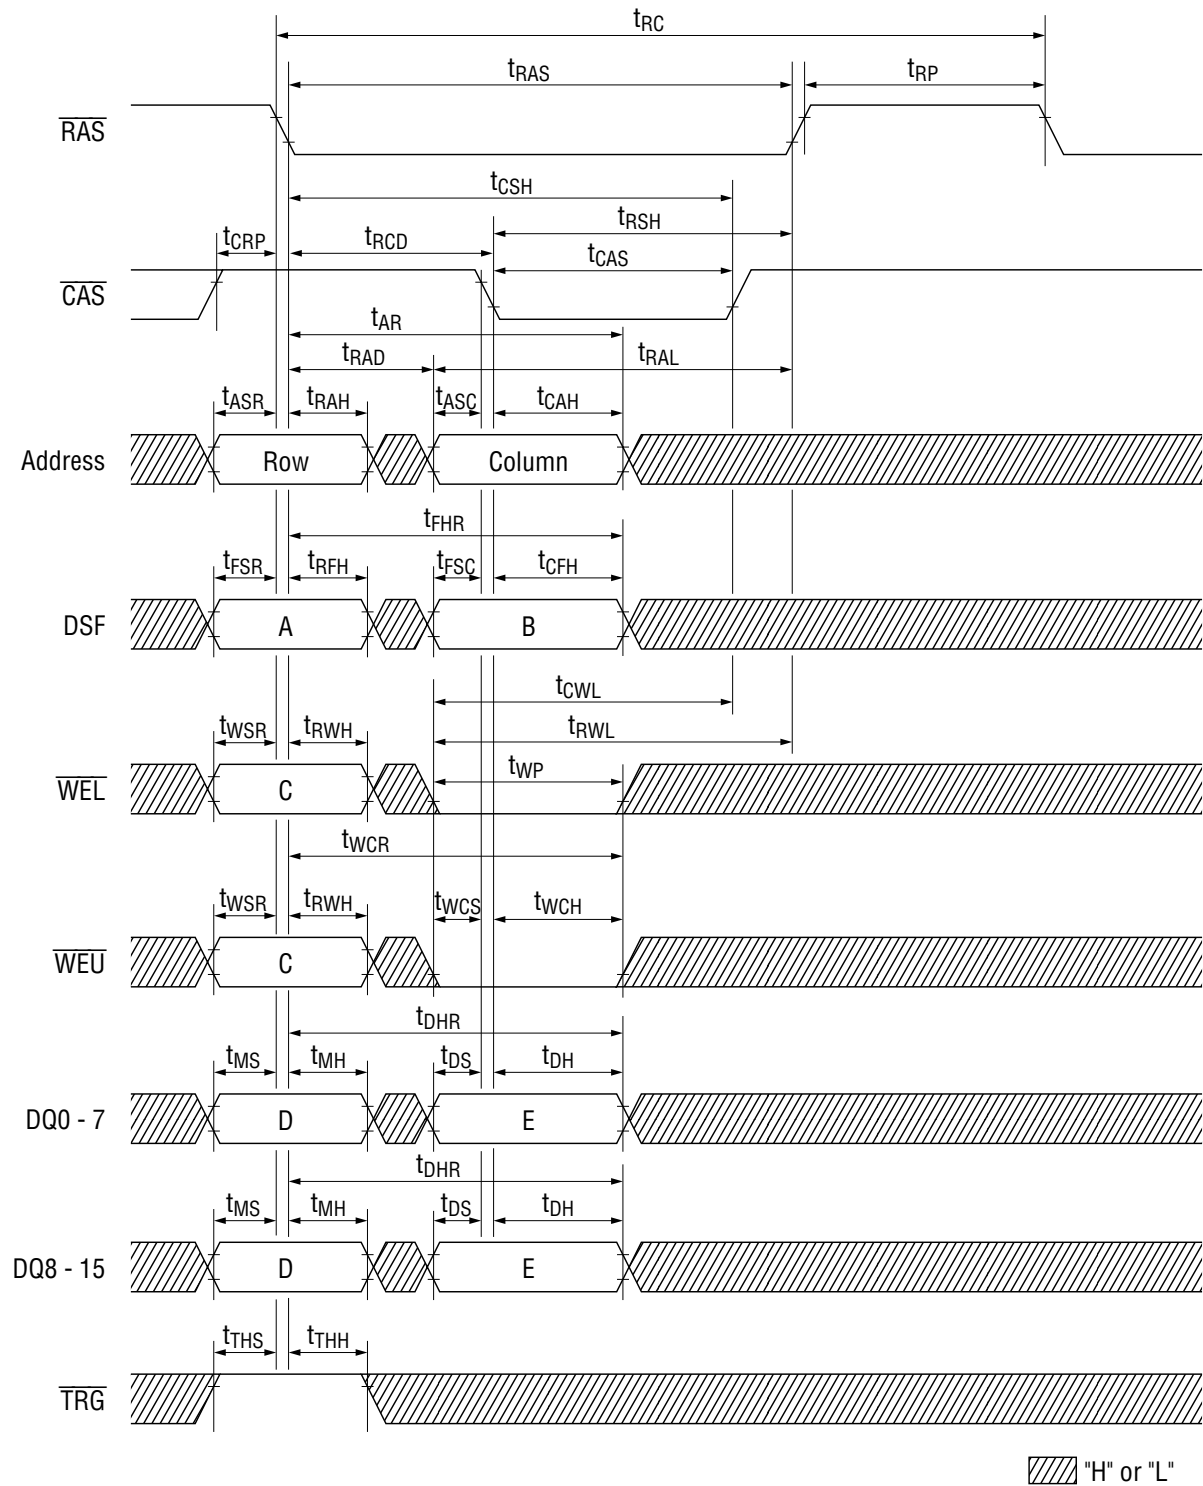 tRC
tRAS tRP
RAS
tCSH
tRSH
tCRP tRCD
tCAS
CAS
tAR
tRAD tRAL
tASR tRAH tASC tCAH
Address Row Column
tFHR
tFSR tRFH tFSC tCFH
DSF A B
tCWL
tWSR tRWH tRWL
tWP
WEL C
tWCR
tWSR tRWH tWCS tWCH
WEU C
tDHR
tMS tMH tDS tDH
DQ0 - 7 D E
tDHR
tMS tMH tDS tDH
DQ8 - 15 D E
tTHS tTHH
TRG
"H" or "L"